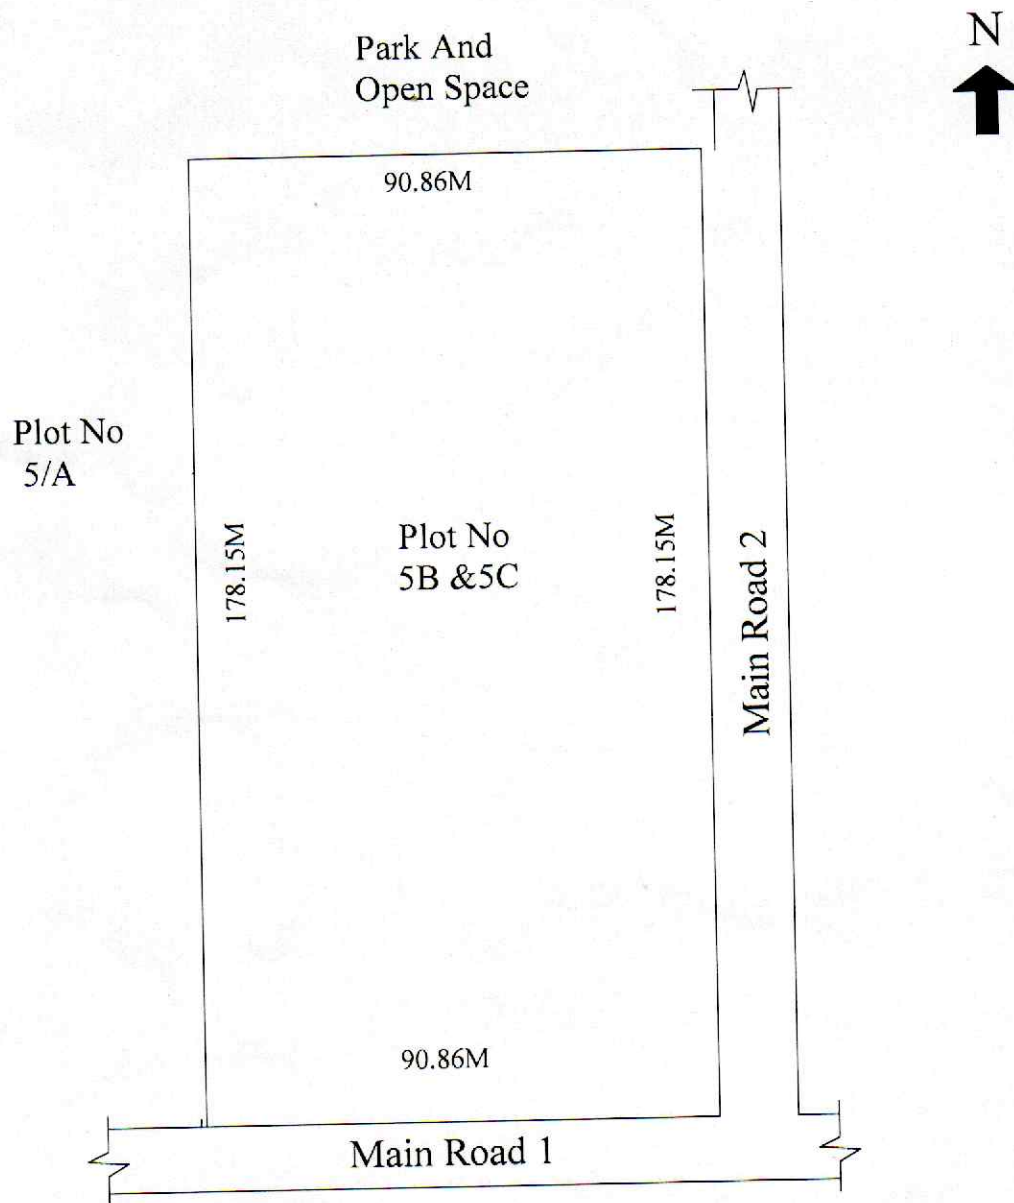 N
Park And
Open Space
90.86M
Plot No
5/A
178.15M
Plot No
5B &5C
178.15M
Main Road 2
90.86M
Main Road 1